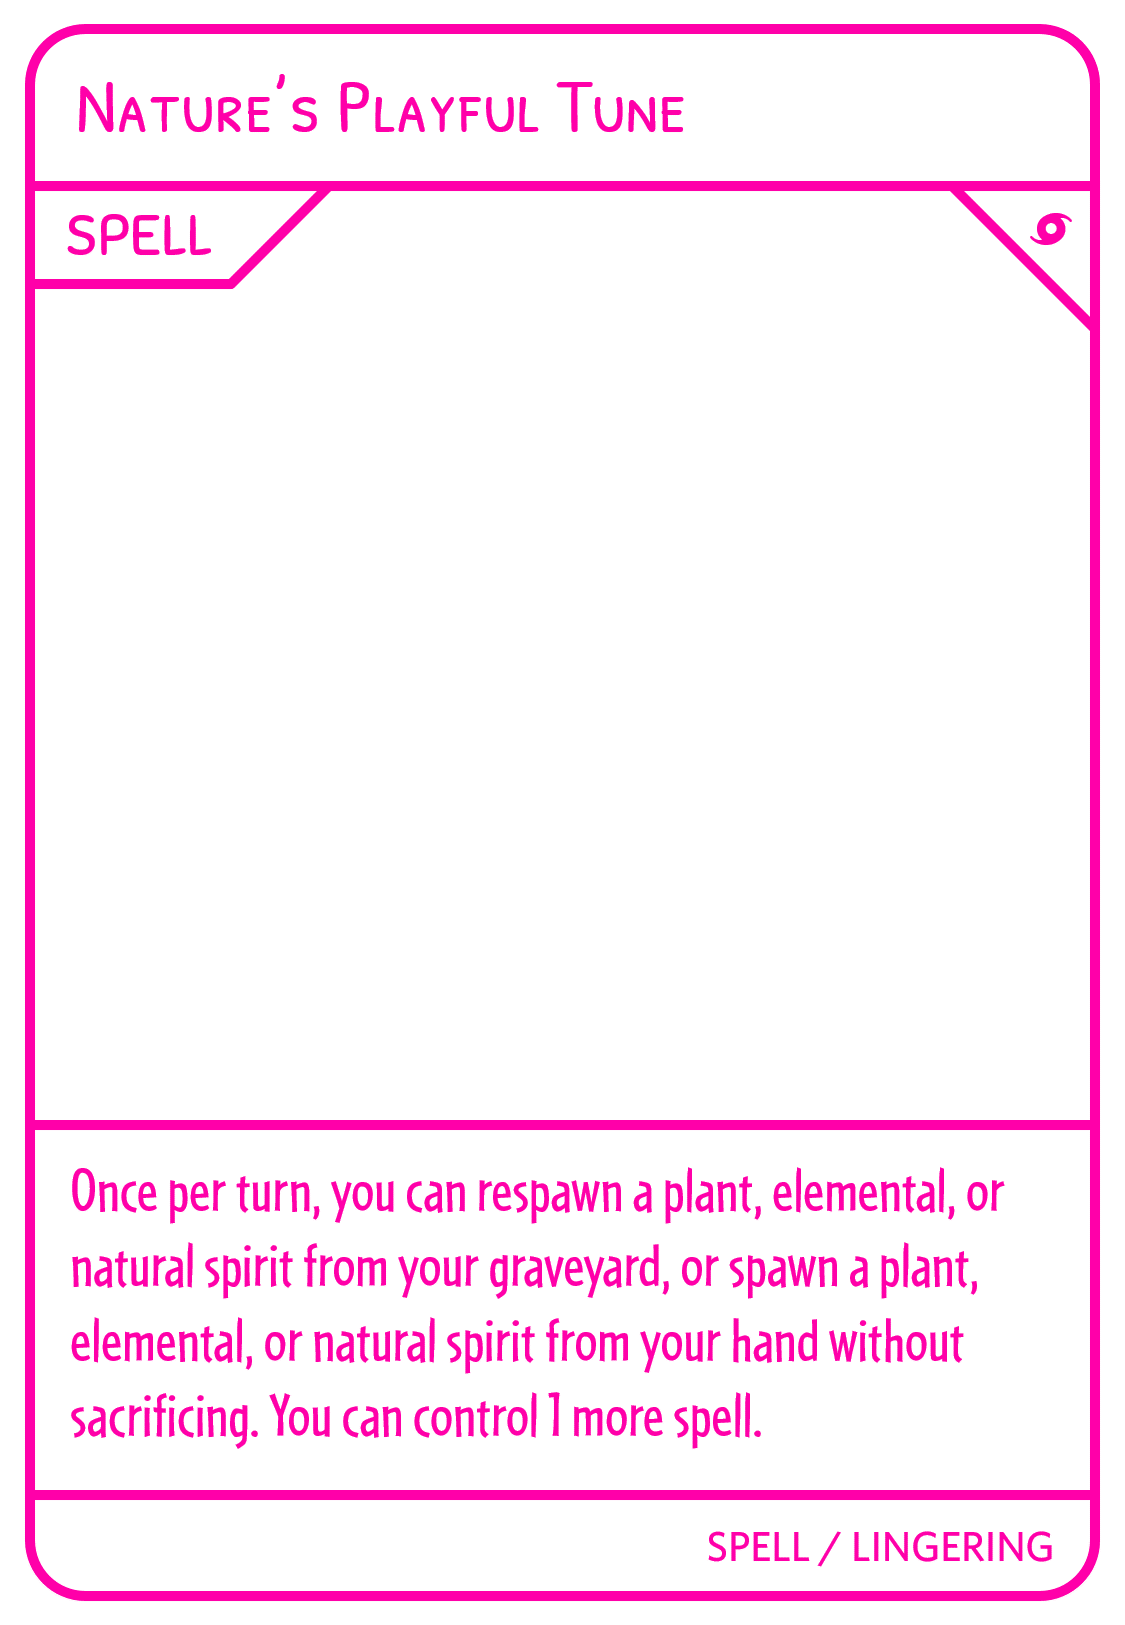 Nature's Playful Tune
SPELL
Once per turn, you can respawn a plant, elemental, or
natural spirit from your graveyard, or spawn a plant,
elemental, or natural spirit from your hand without
sacrificing. You can control 1 more spell.
SPELL / LINGERING